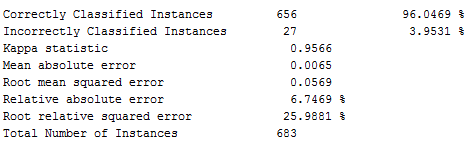 Correctly Classified Instances 656 96.0469 %
Incorrectly Classified Instances 27 3.9531 %
Kappa statistic 0.9566
Mean absolute error 0.0065
Root mean squared error 0.0569
Relative absolute error 6.7469 %
Root relative squared error 25.9881 %
Total Number of Instances 683